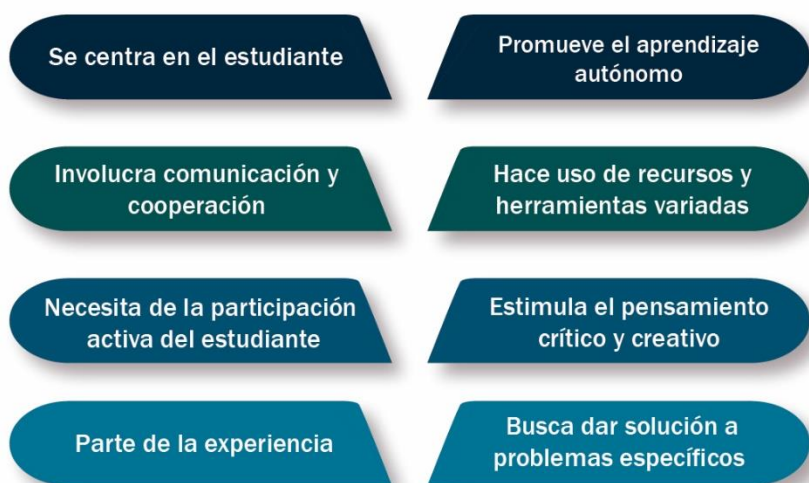 Se centra en el estudiante
Promueve el aprendizaje
autónomo
Involucra comunicación y
cooperación
Hace uso de recursos y
herramientas variadas
Necesita de la participación
activa del estudiante
Estimula el pensamiento
crítico y creativo
Parte de la experiencia
Busca dar solución a
problemas específicos